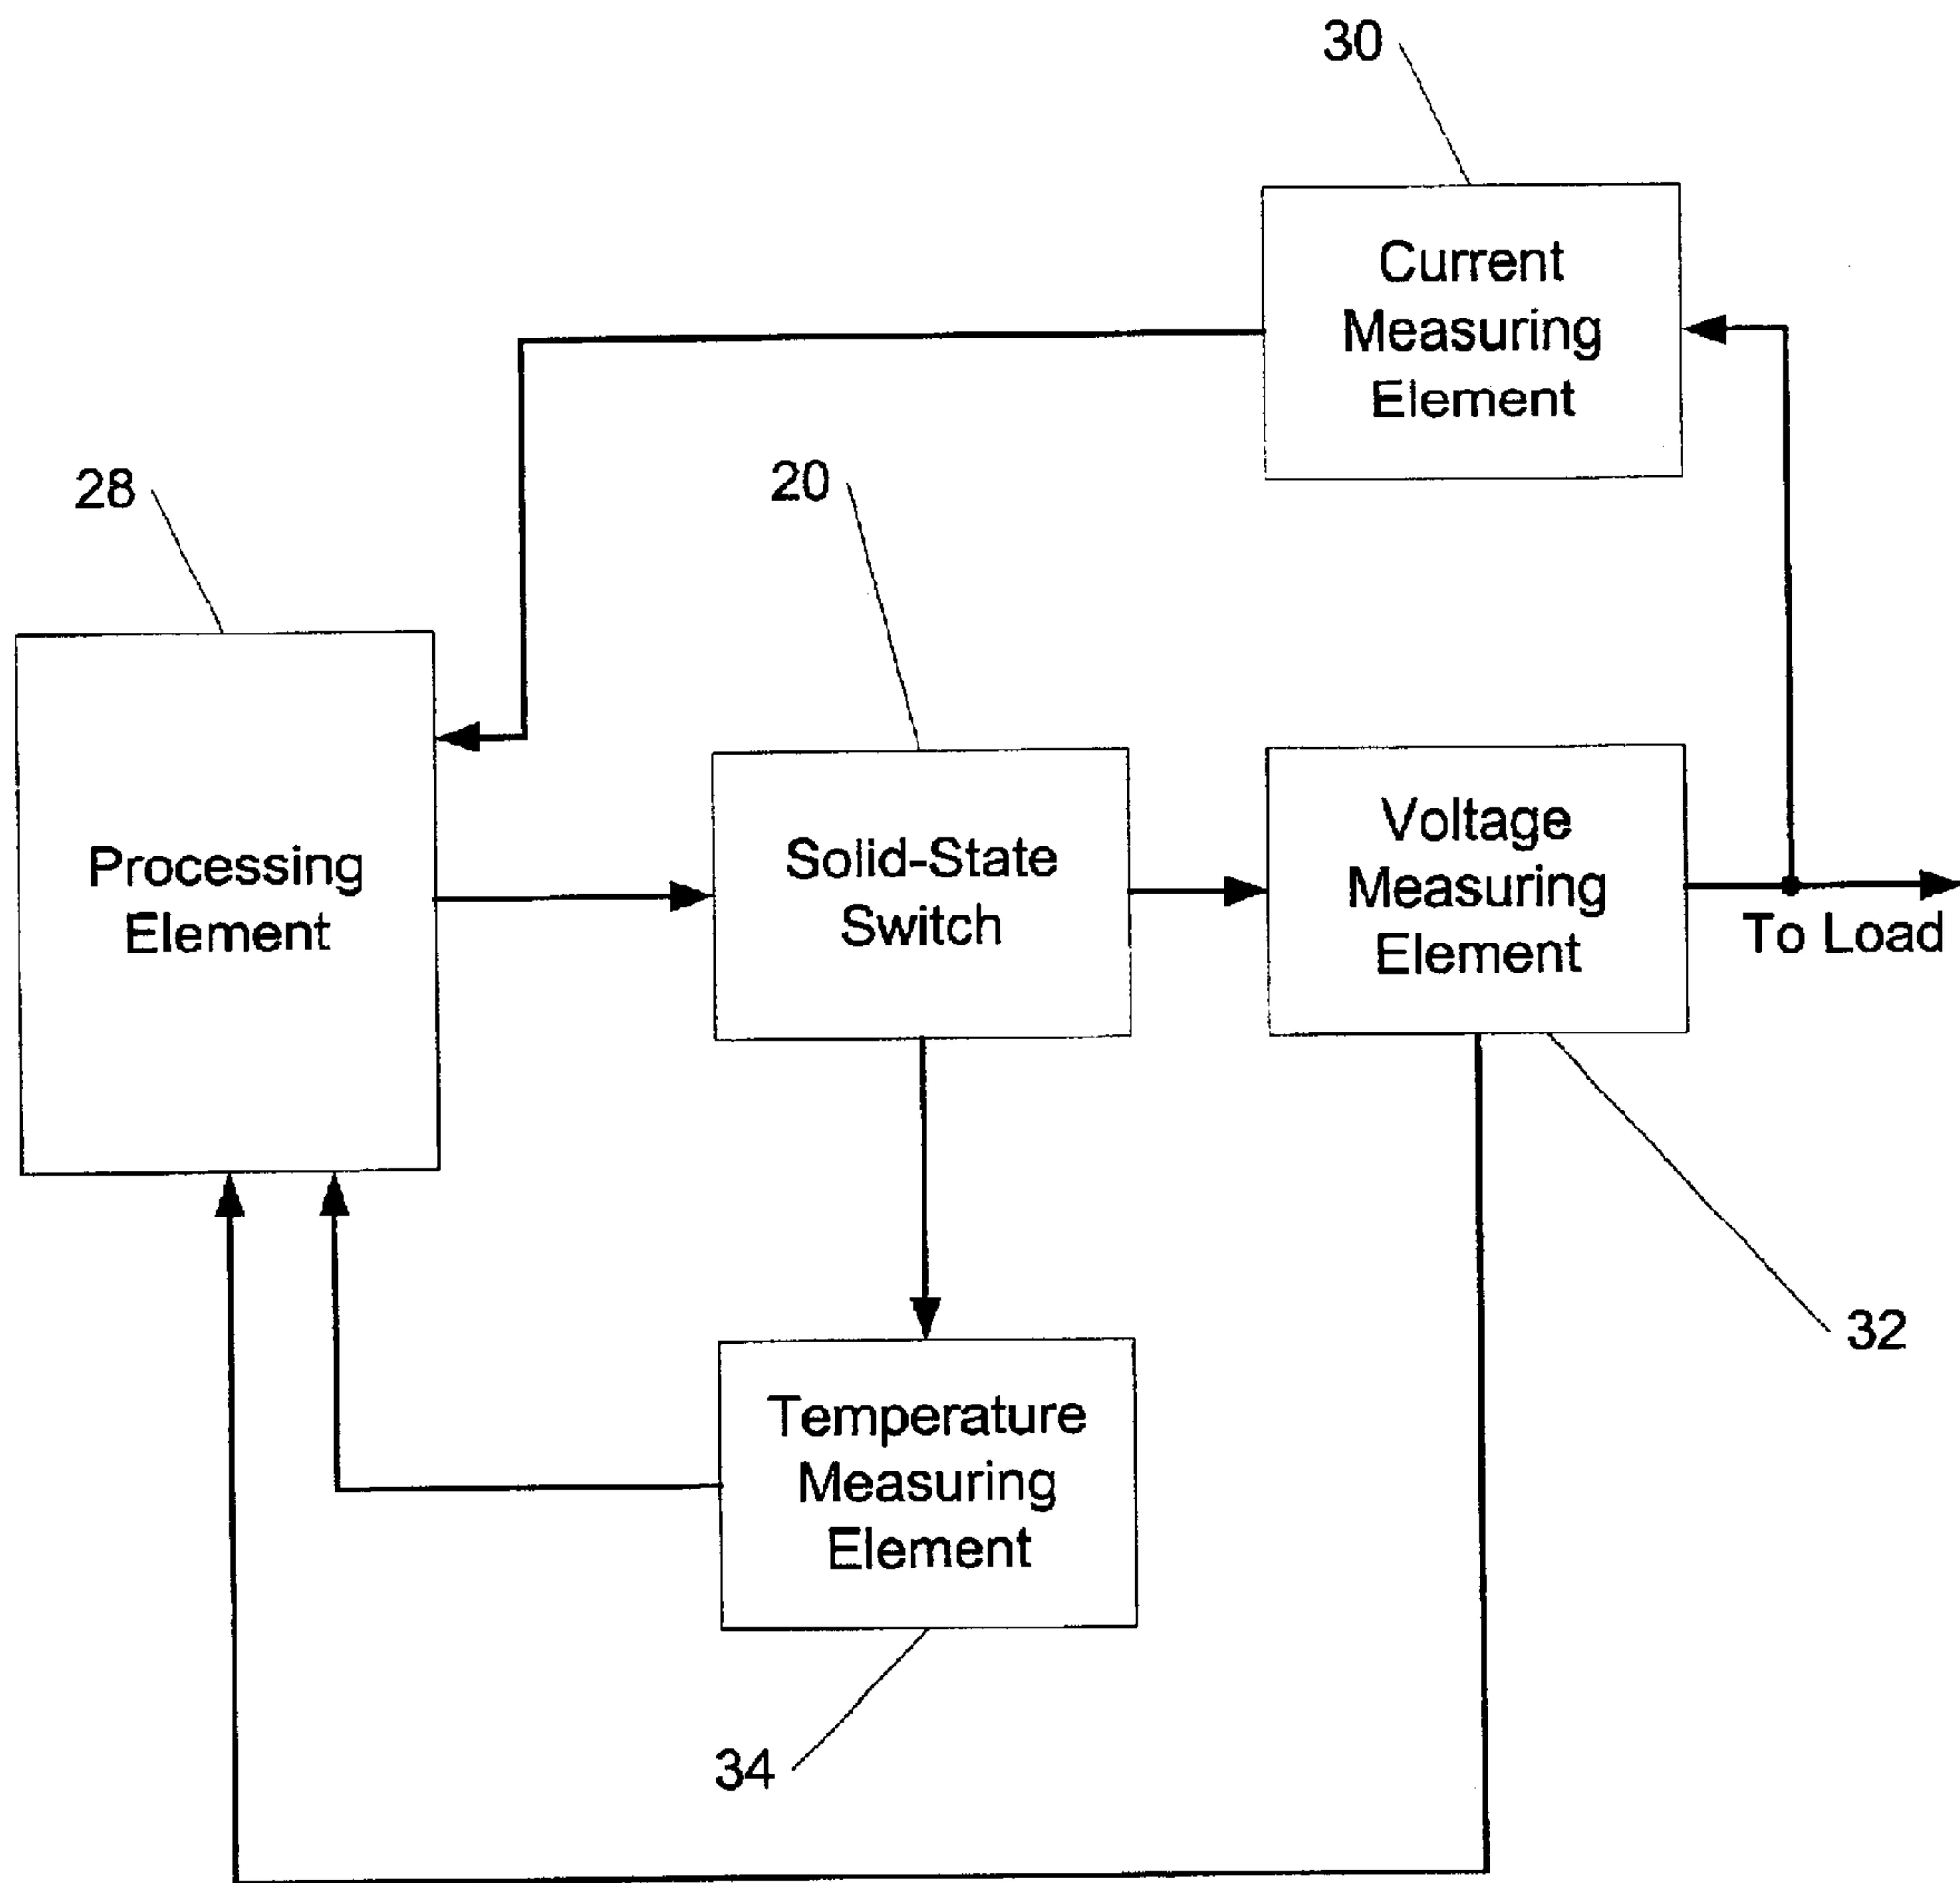 30
Current
Measuring
Element
28
20
Processing
Element
Solid-State
Switch
Voltage
Measuring
Element
To Load
32
Temperature
Measuring
Element
34